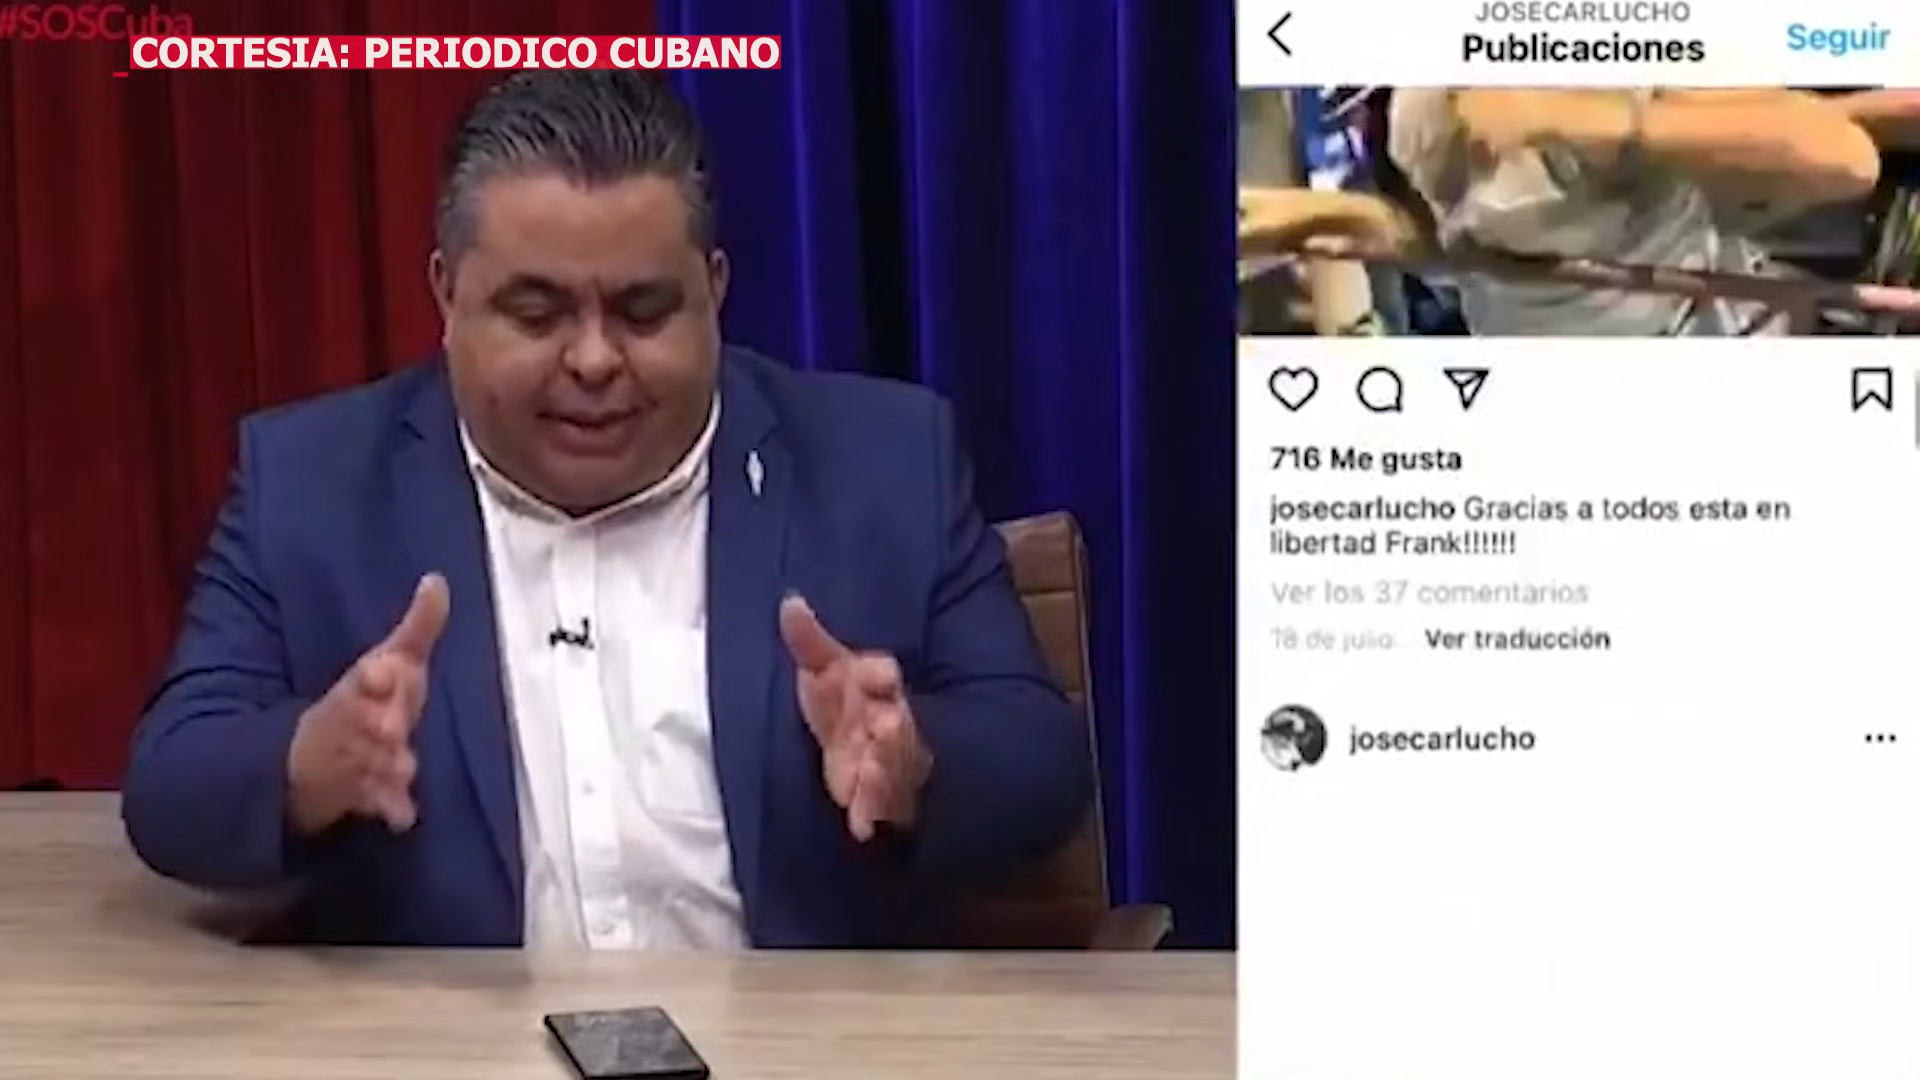 #SOSCuba
CORTESIA: PERIODICO CUBANO
JOSECARLUCHO
Publicaciones
Seguir
716 Me gusta
josecarlucho Gracias a todos esta en
libertad Frank!!!!!!
Ver los 37 comentarios
18 de julio Ver traducción
josecarlucho